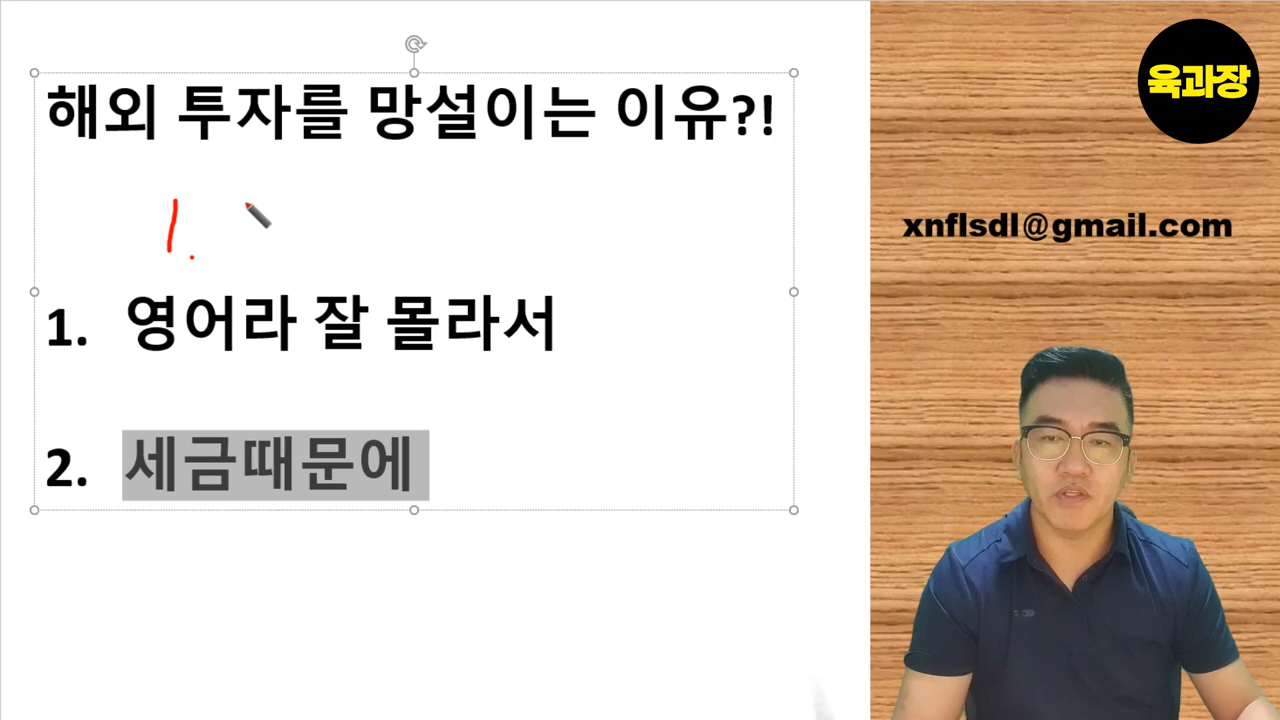 해외 투자를 망설이는 이유?!
1.
1. 영어라 잘 몰라서
2. 세금때문에
육과장
xnflsdl@gmail.com